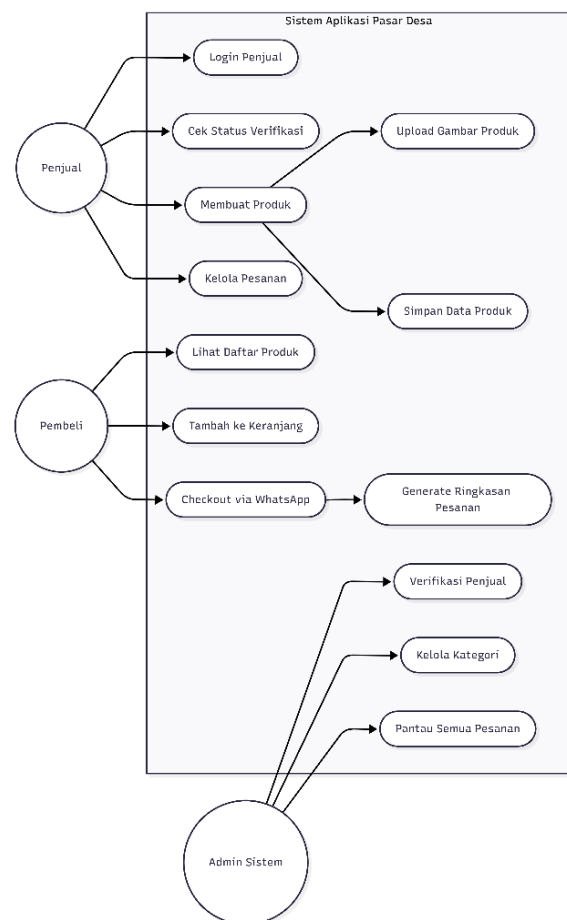 Sistem Aplikasi Pasar Desa
Login Penjual
Cek Status Verifikasi
Upload Gambar Produk
Penjual
Membuat Produk
Kelola Pesanan
Simpan Data Produk
Lihat Daftar Produk
Pembeli
Tambah ke Keranjang
Checkout via WhatsApp
Generate Ringkasan
Pesanan
Verifikasi Penjual
Kelola Kategori
Pantau Semua Pesanan
Admin Sistem